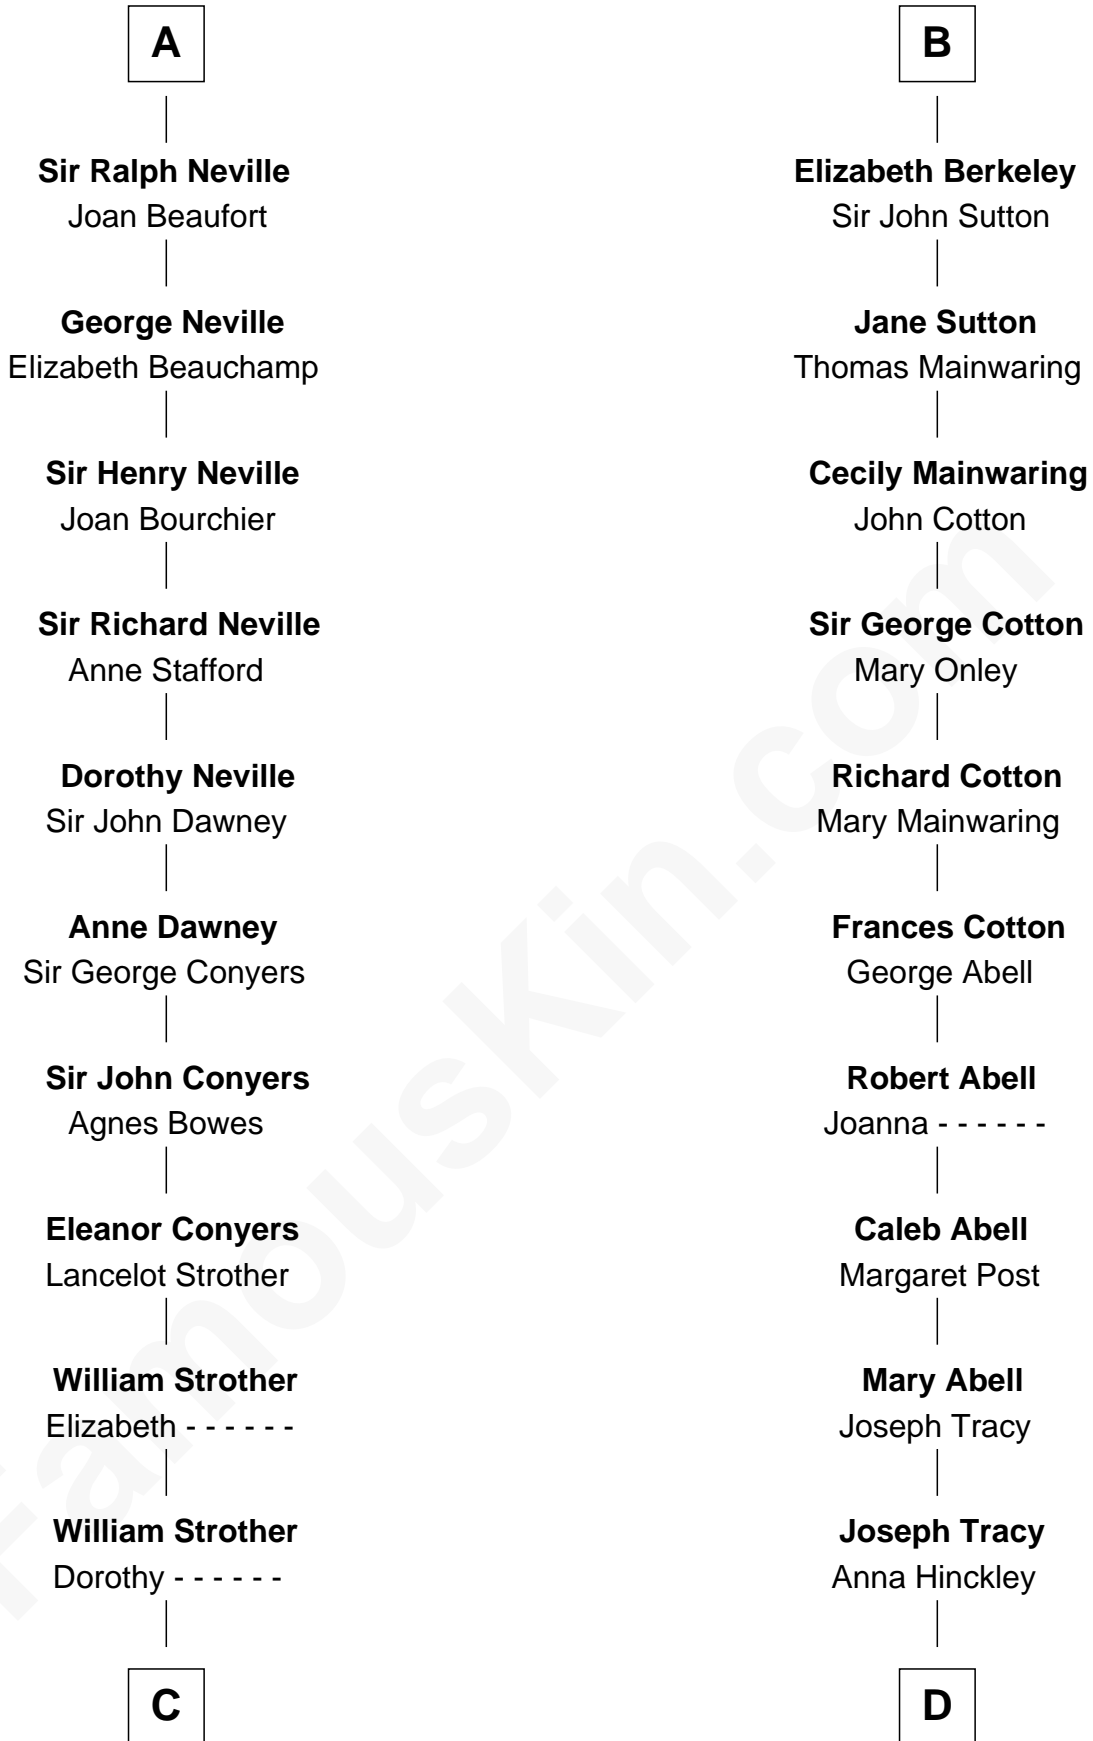 A
Sir Ralph Neville
Joan Beaufort
George Neville
Elizabeth Beauchamp
Sir Henry Neville
Joan Bourchier
Sir Richard Neville
Anne Stafford
Dorothy Neville
Sir John Dawney
Anne Dawney
Sir George Conyers
Sir John Conyers
Agnes Bowes
Eleanor Conyers
Lancelot Strother
William Strother
Elizabeth - - - - - -
William Strother
Dorothy - - - - - -
C
B
Elizabeth Berkeley
Sir John Sutton
Jane Sutton
Thomas Mainwaring
Cecily Mainwaring
John Cotton
Sir George Cotton
Mary Onley
Richard Cotton
Mary Mainwaring
Frances Cotton
George Abell
Robert Abell
Joanna - - - - - -
Caleb Abell
Margaret Post
Mary Abell
Joseph Tracy
Joseph Tracy
Anna Hinckley
D
FamousKin.com